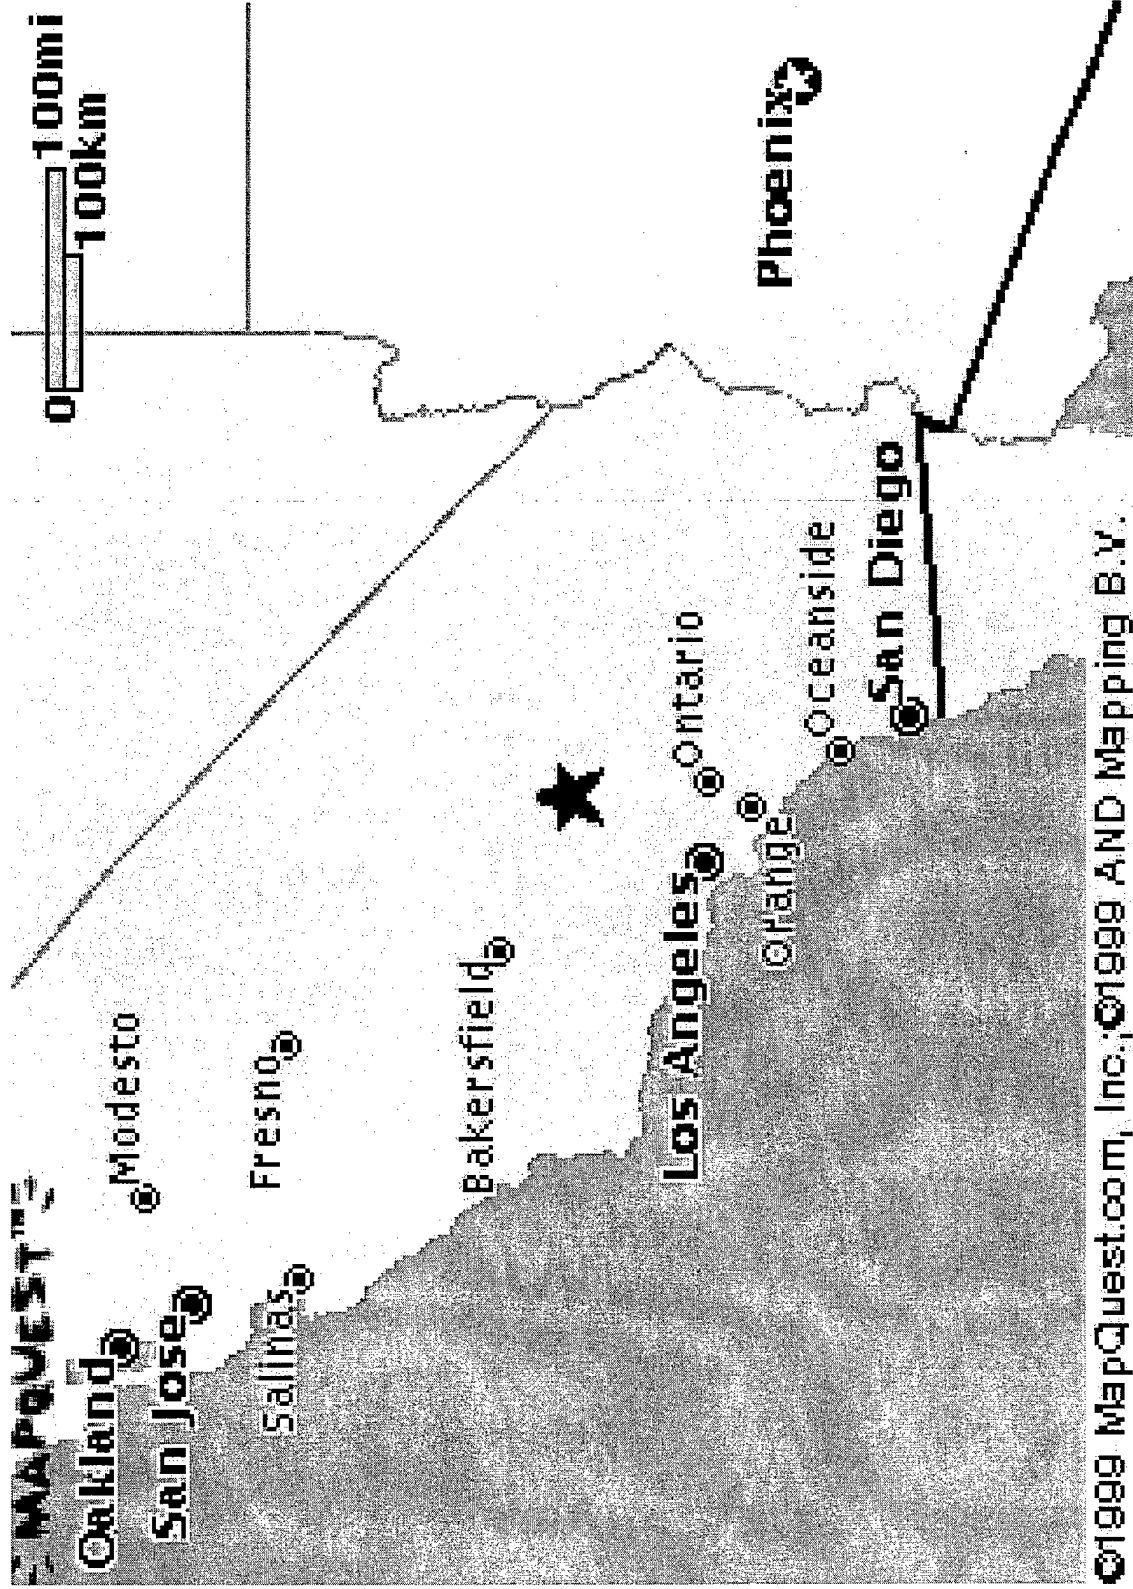 MAPQUEST™
0 100mi
100km
Oakland
Modesto
San Jose
Fresno
Salinas
Bakersfield
Los Angeles
Ontario
Orange
Phoenix
Oceanside
San Diego
©1999 MapQuest.com, Inc.;©1999 AND Mapping B.V.